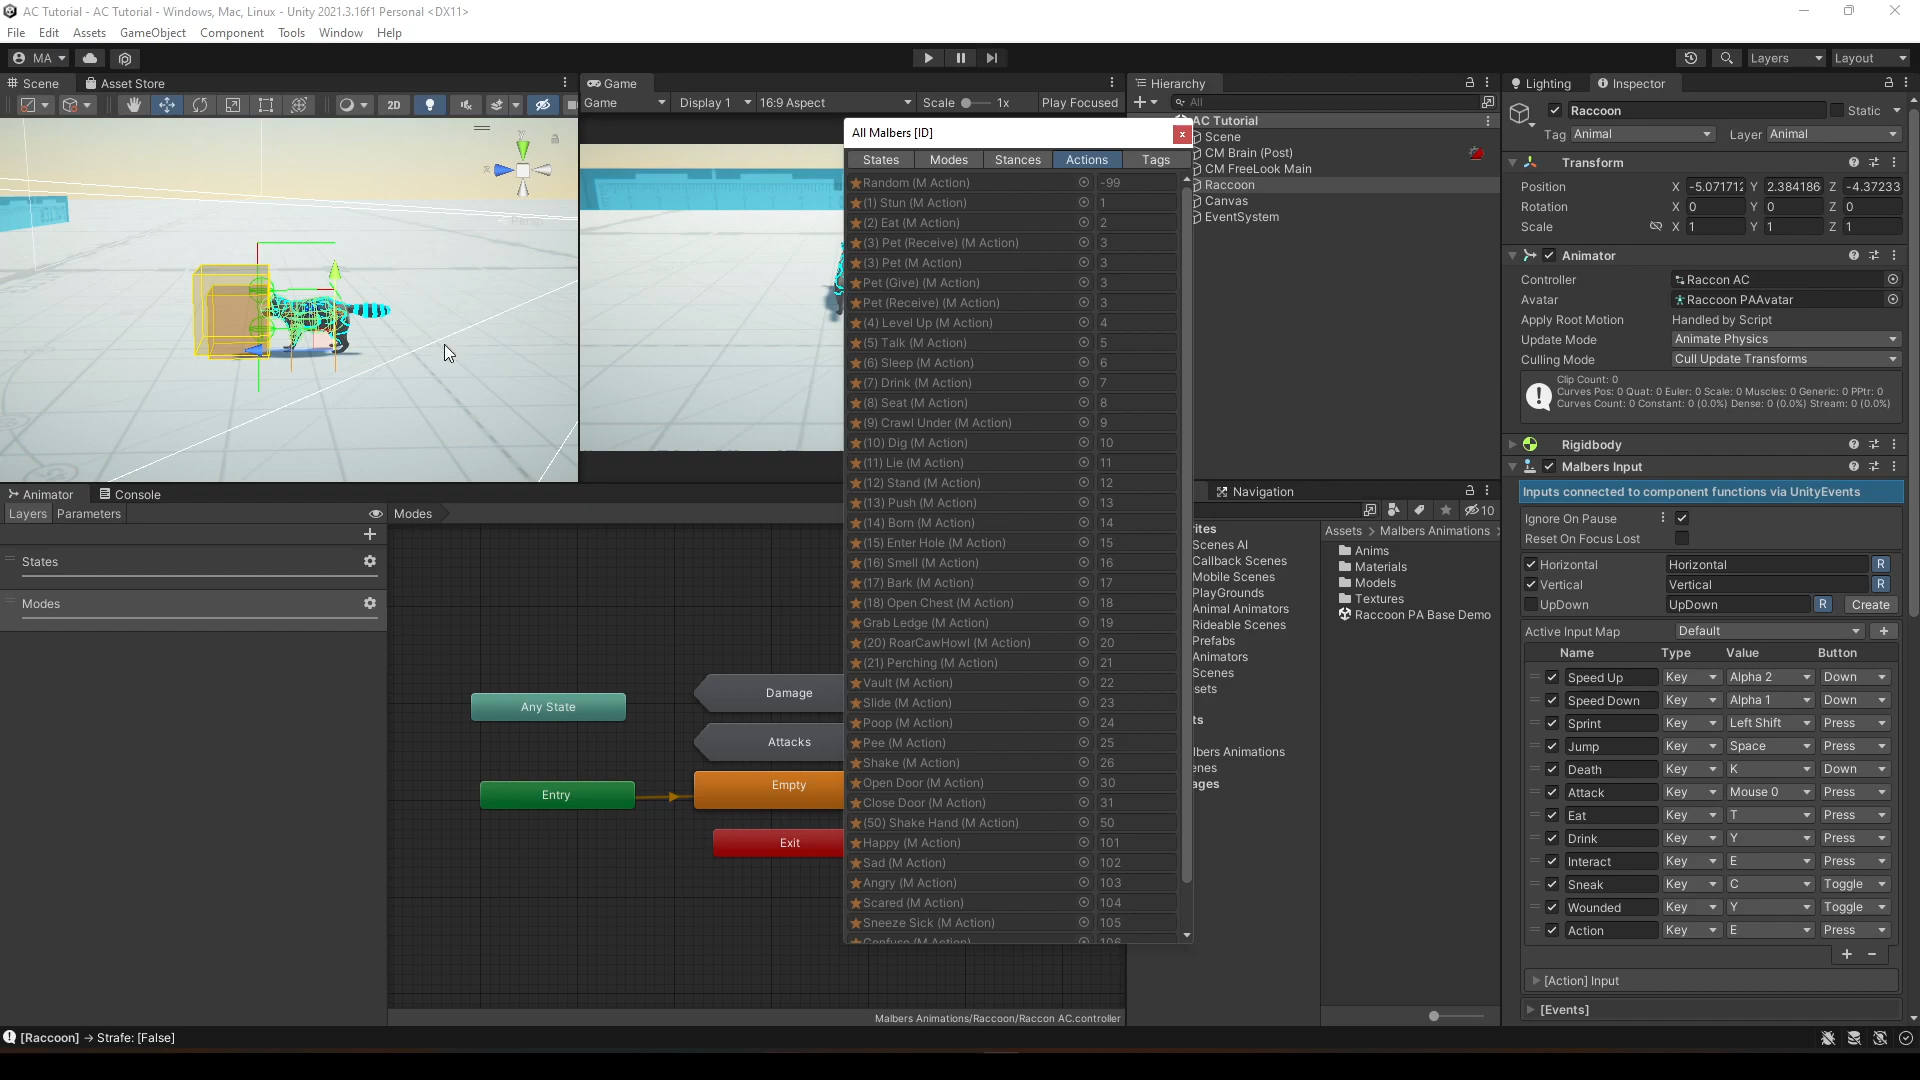 AC Tutorial - AC Tutorial - Windows, Mac, Linux - Unity 2021.3.16f1 Personal <DX11>
File Edit Assets GameObject Component Tools Window Help
MA Layers Layout
Scene Asset Store
2D
Game
Game Display 1 16:9 Aspect Scale 1x Play Focused
Hierarchy
All
AC Tutorial
Scene
CM Brain (Post)
CM FreeLook Main
Raccoon
Canvas
EventSystem
All Malbers [ID]
x
States Modes Stances Actions Tags
Random (M Action) -99
(1) Stun (M Action) 1
(2) Eat (M Action) 2
(3) Pet (Receive) (M Action) 3
(3) Pet (M Action) 3
Pet (Give) (M Action) 3
Pet (Receive) (M Action) 3
(4) Level Up (M Action) 4
(5) Talk (M Action) 5
(6) Sleep (M Action) 6
(7) Drink (M Action) 7
(8) Seat (M Action) 8
(9) Crawl Under (M Action) 9
(10) Dig (M Action) 10
(11) Lie (M Action) 11
(12) Stand (M Action) 12
(13) Push (M Action) 13
(14) Born (M Action) 14
(15) Enter Hole (M Action) 15
(16) Smell (M Action) 16
(17) Bark (M Action) 17
(18) Open Chest (M Action) 18
Grab Ledge (M Action) 19
(20) RoarCawHowl (M Action) 20
(21) Perching (M Action) 21
Vault (M Action) 22
Slide (M Action) 23
Poop (M Action) 24
Pee (M Action) 25
Shake (M Action) 26
Open Door (M Action) 30
Close Door (M Action) 31
(50) Shake Hand (M Action) 50
Happy (M Action) 101
Sad (M Action) 102
Angry (M Action) 103
Scared (M Action) 104
Sneeze Sick (M Action) 105
Confuse (M Action) 106
Animator Console
Layers Parameters
Modes
States
Modes
Any State
Entry
Damage
Attacks
Empty
Exit
Malbers Animations/Raccoon/Raccon AC.controller
Navigation
10
rites
Scenes AI
Callback Scenes
Mobile Scenes
PlayGrounds
Animal Animators
Rideable Scenes
Prefabs
Animators
Scenes
sets
ts
lbers Animations
enes
ages
Assets > Malbers Animations >
Anims
Materials
Models
Textures
Raccoon PA Base Demo
Lighting Inspector
Raccoon Static
Tag Animal Layer Animal
Transform
Position X -5.071712 Y 2.384186 Z -4.37233
Rotation X 0 Y 0 Z 0
Scale X 1 Y 1 Z 1
Animator
Controller Raccon AC
Avatar Raccoon PAAvatar
Apply Root Motion Handled by Script
Update Mode Animate Physics
Culling Mode Cull Update Transforms
Clip Count: 0
Curves Pos: 0 Quat: 0 Euler: 0 Scale: 0 Muscles: 0 Generic: 0 PPtr: 0
Curves Count: 0 Constant: 0 (0.0%) Dense: 0 (0.0%) Stream: 0 (0.0%)
Rigidbody
Malbers Input
Inputs connected to component functions via UnityEvents
Ignore On Pause
Reset On Focus Lost
Horizontal Horizontal R
Vertical Vertical R
UpDown UpDown R Create
Active Input Map Default +
Name Type Value Button
Speed Up Key Alpha 2 Down
Speed Down Key Alpha 1 Down
Sprint Key Left Shift Press
Jump Key Space Press
Death Key K Down
Attack Key Mouse 0 Press
Eat Key T Press
Drink Key Y Press
Interact Key E Press
Sneak Key C Toggle
Wounded Key Y Toggle
Action Key E Press
+ −
[Action] Input
[Events]
[Raccoon] → Strafe: [False]